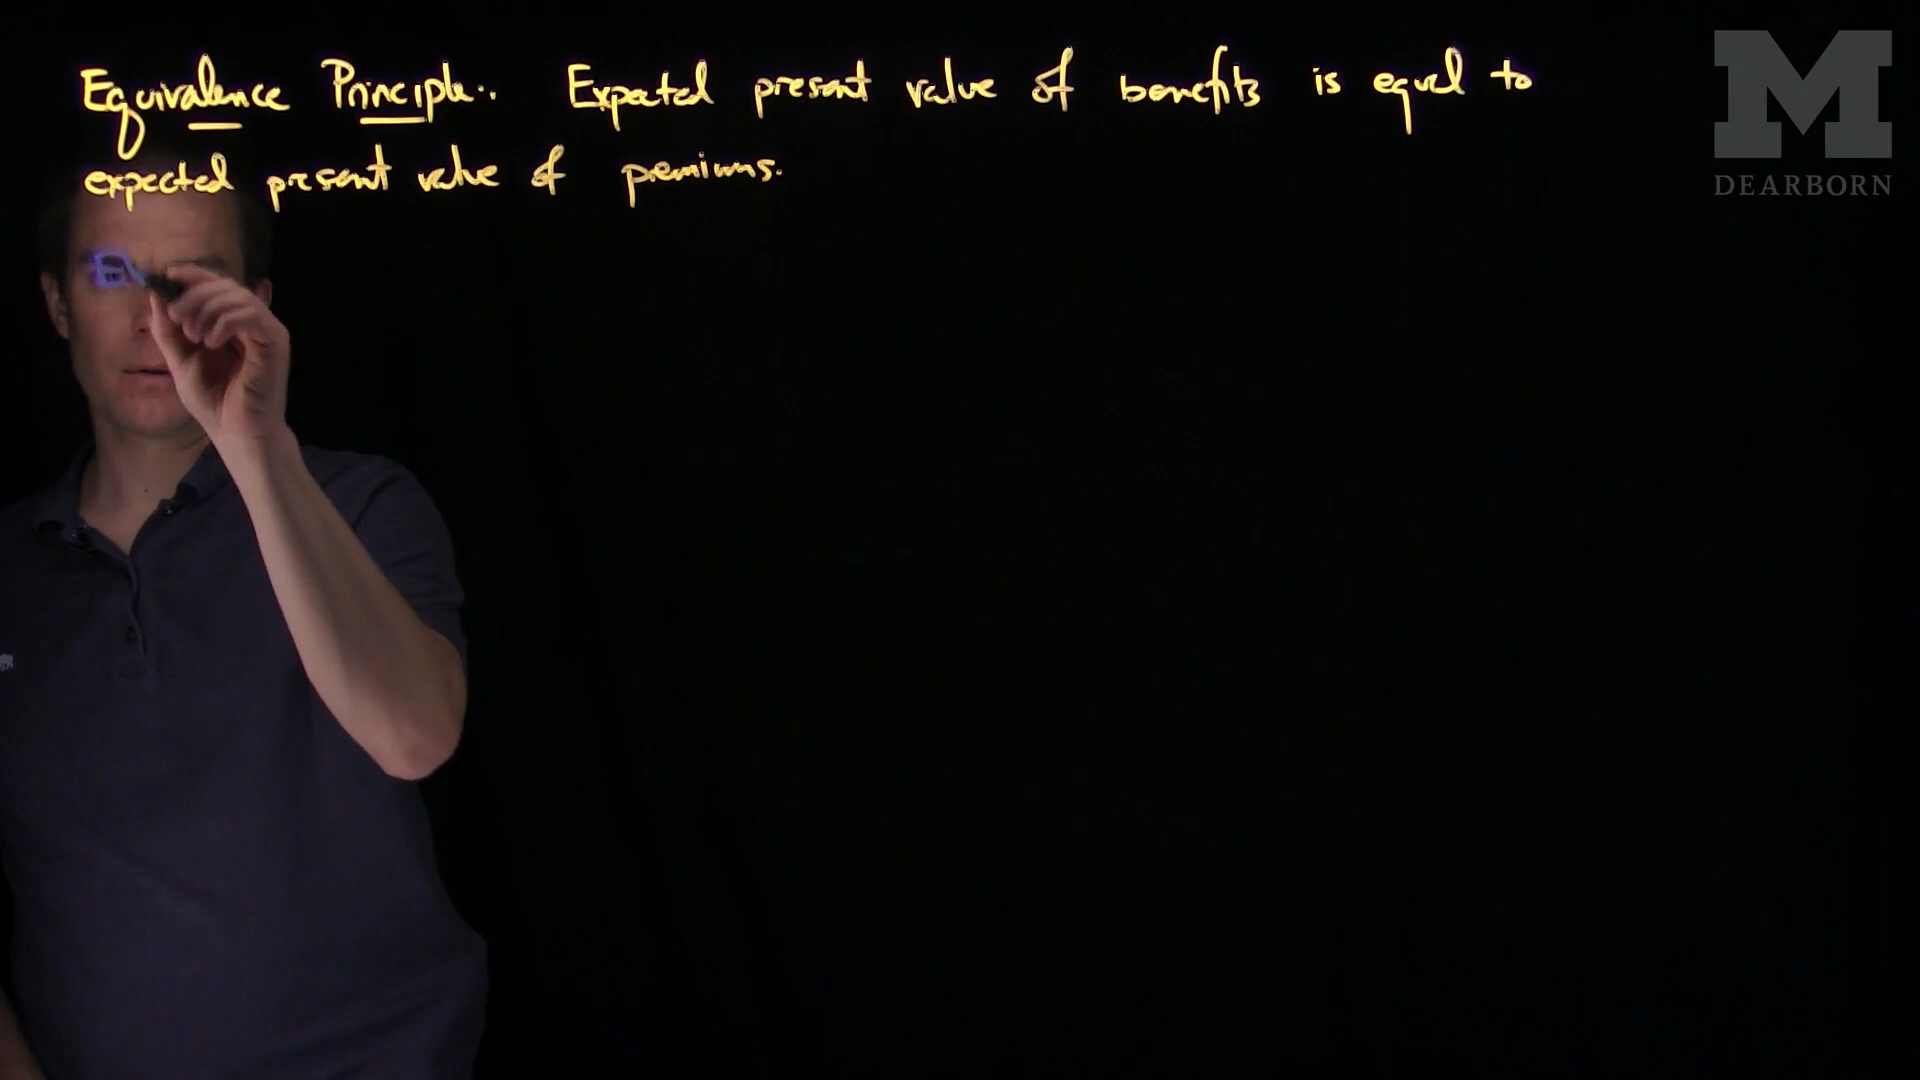 Equivalence Principle:. Expected present value of benefits is equal to
expected present value of premiums.
M
DEARBORN